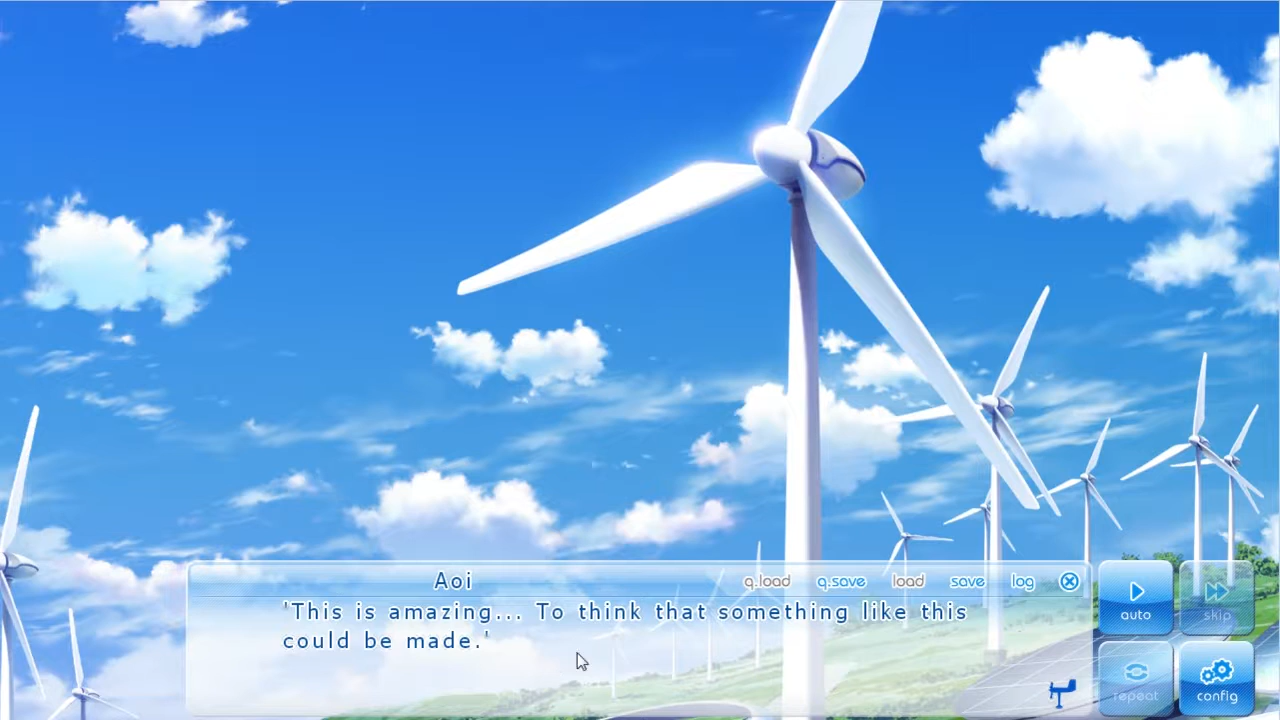 Aoi
q.load q.save load save log
'This is amazing... To think that something like this
could be made.'
auto
skip
repeat
config